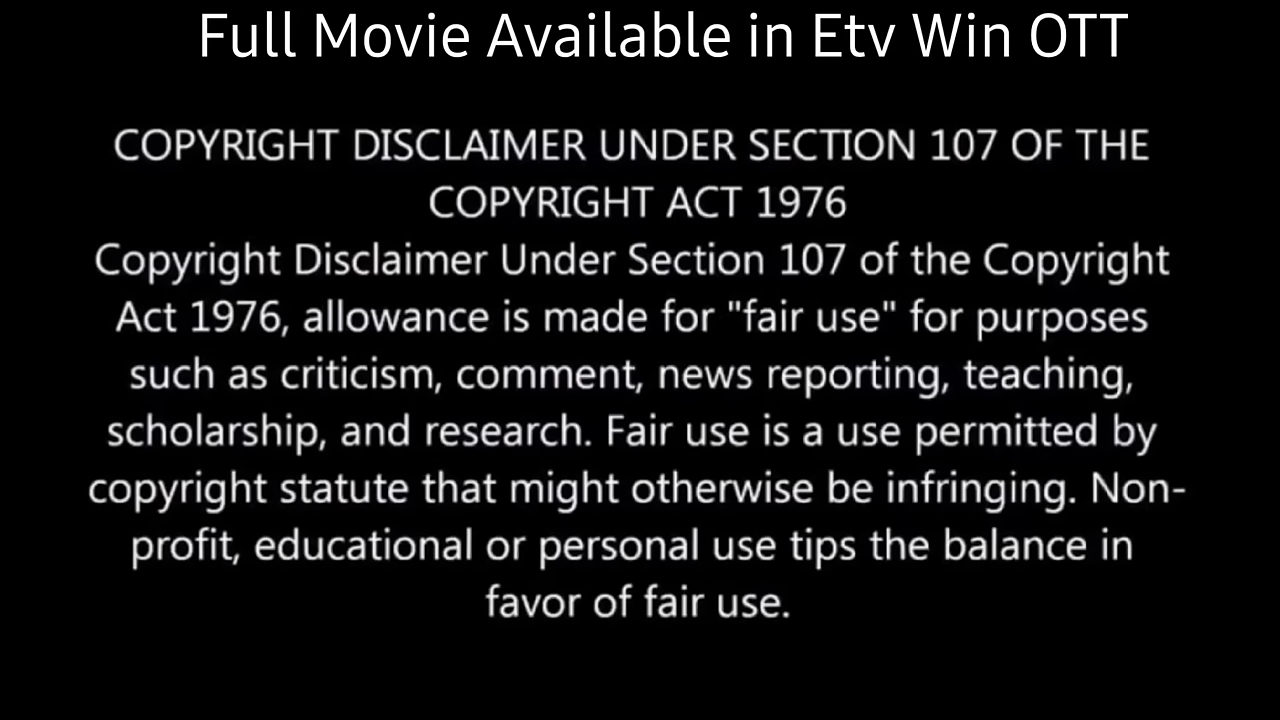 Full Movie Available in Etv Win OTT
COPYRIGHT DISCLAIMER UNDER SECTION 107 OF THE
COPYRIGHT ACT 1976
Copyright Disclaimer Under Section 107 of the Copyright
Act 1976, allowance is made for "fair use" for purposes
such as criticism, comment, news reporting, teaching,
scholarship, and research. Fair use is a use permitted by
copyright statute that might otherwise be infringing. Non-
profit, educational or personal use tips the balance in
favor of fair use.